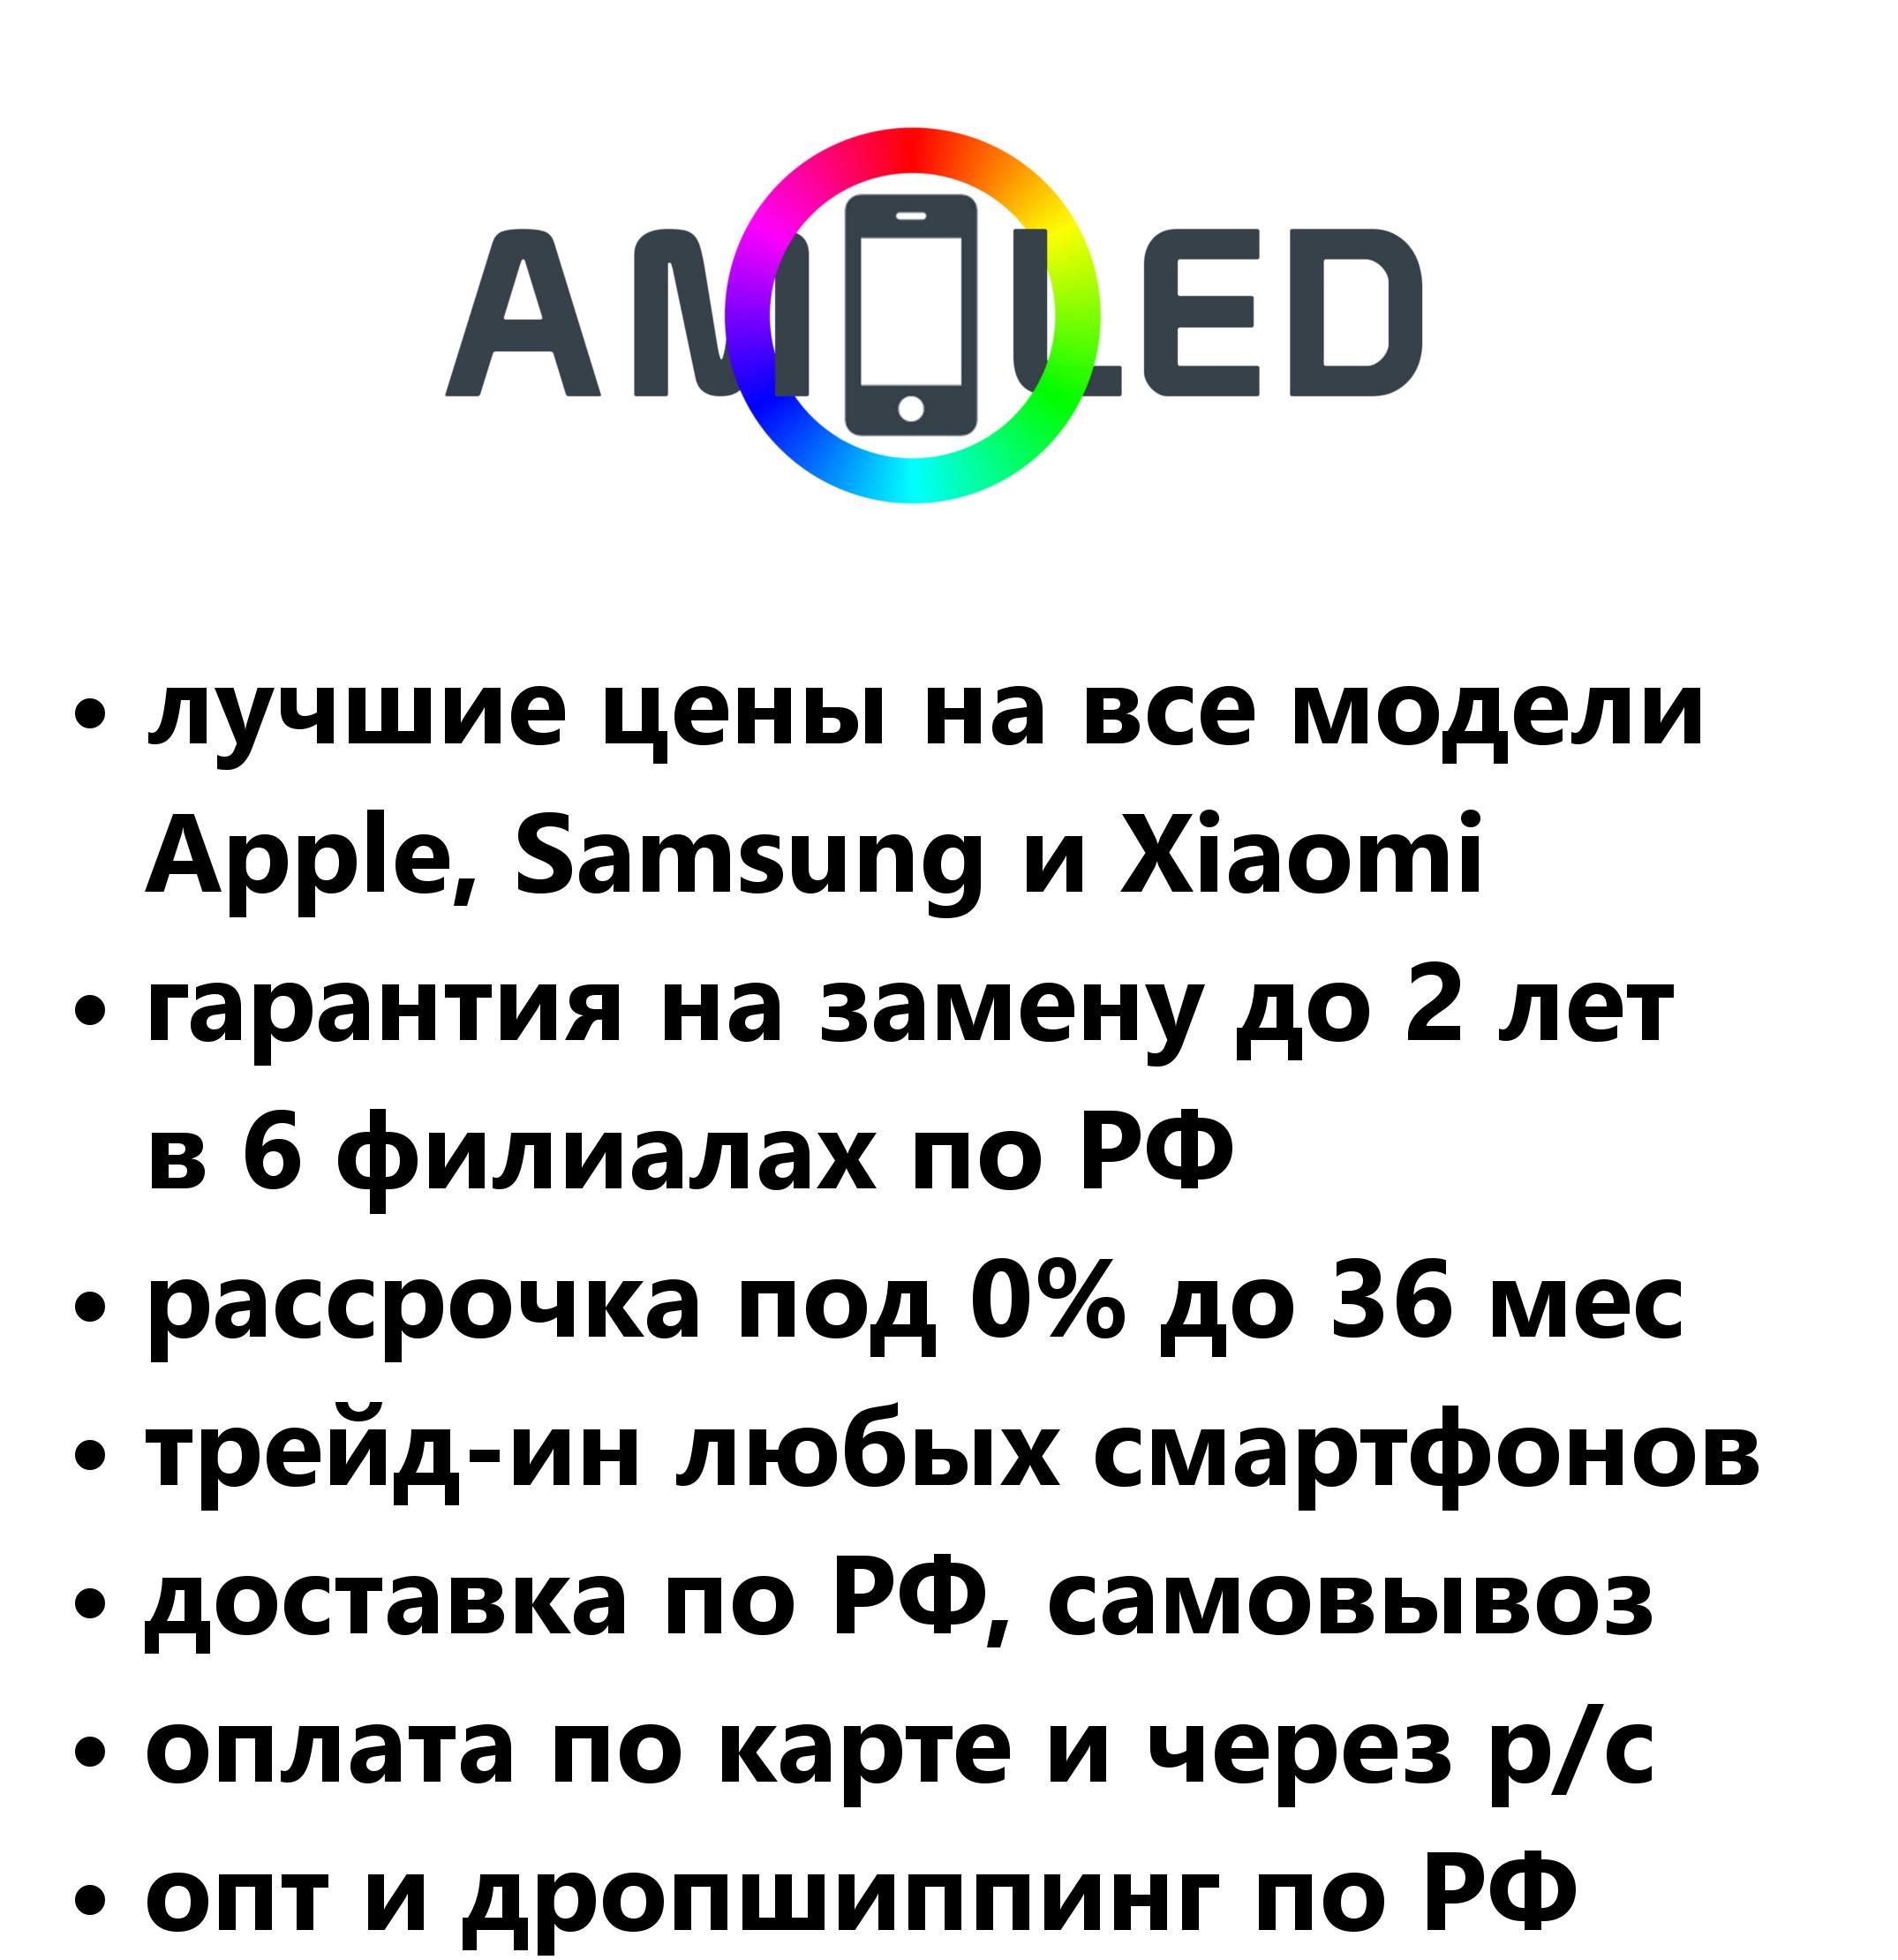 AMOLED
• лучшие цены на все модели
Apple, Samsung и Xiaomi
• гарантия на замену до 2 лет
в 6 филиалах по РФ
• рассрочка под 0% до 36 мес
• трейд-ин любых смартфонов
• доставка по РФ, самовывоз
• оплата по карте и через р/с
• опт и дропшиппинг по РФ